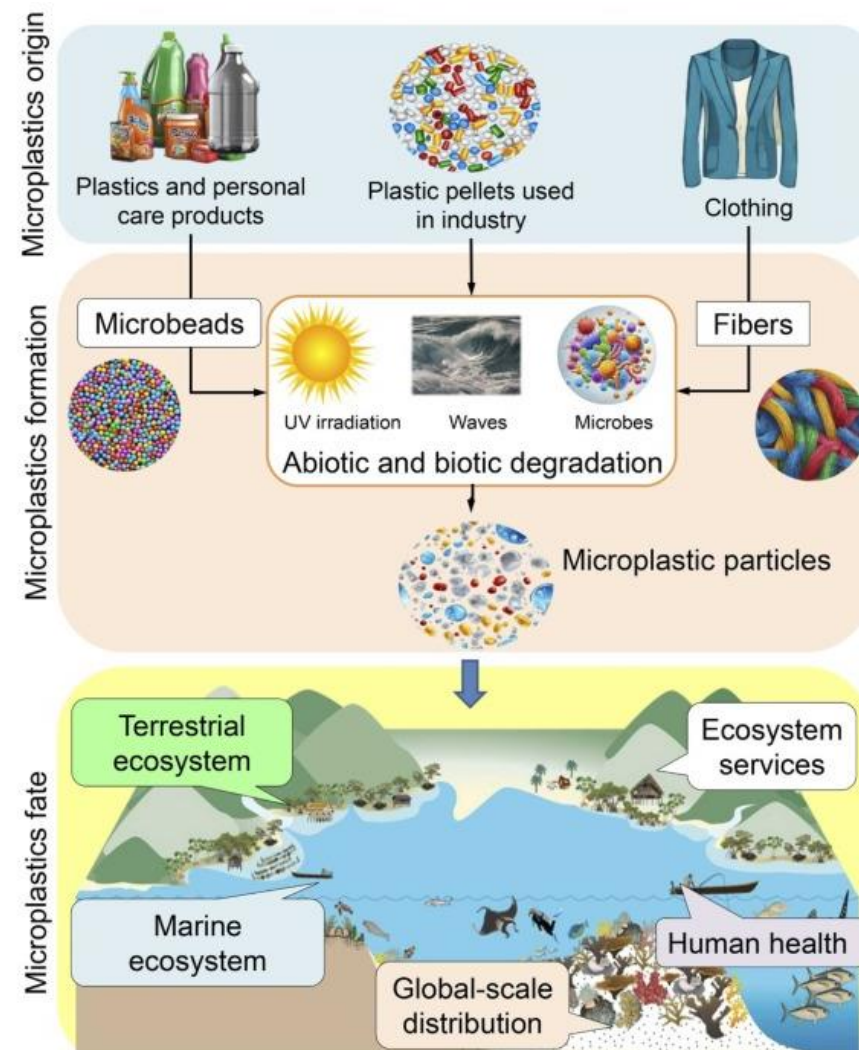 Microplastics origin
Plastics and personal
care products
Plastic pellets used
in industry
Clothing
Microplastics formation
Microbeads
Fibers
UV irradiation
Waves
Microbes
Abiotic and biotic degradation
Microplastic particles
Microplastics fate
Terrestrial
ecosystem
Ecosystem
services
Marine
ecosystem
Human health
Global-scale
distribution